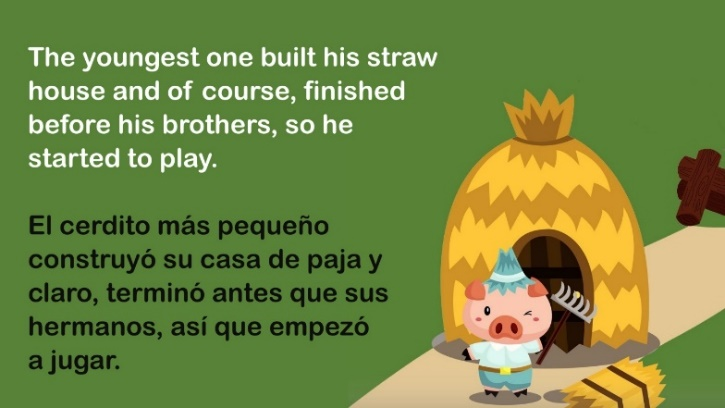 The youngest one built his straw
house and of course, finished
before his brothers, so he
started to play.
El cerdito más pequeño
construyó su casa de paja y
claro, terminó antes que sus
hermanos, así que empezó
a jugar.